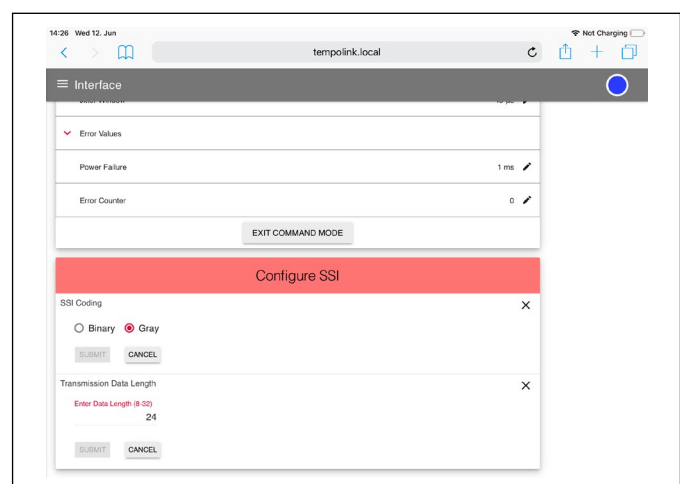 14:26 Wed 12. Jun
Not Charging
tempolink.local
Interface
Error Values
Power Failure
1 ms
Error Counter
0
EXIT COMMAND MODE
Configure SSI
SSI Coding
Binary
Gray
SUBMIT
CANCEL
Transmission Data Length
Enter Data Length (8-32)
24
SUBMIT
CANCEL